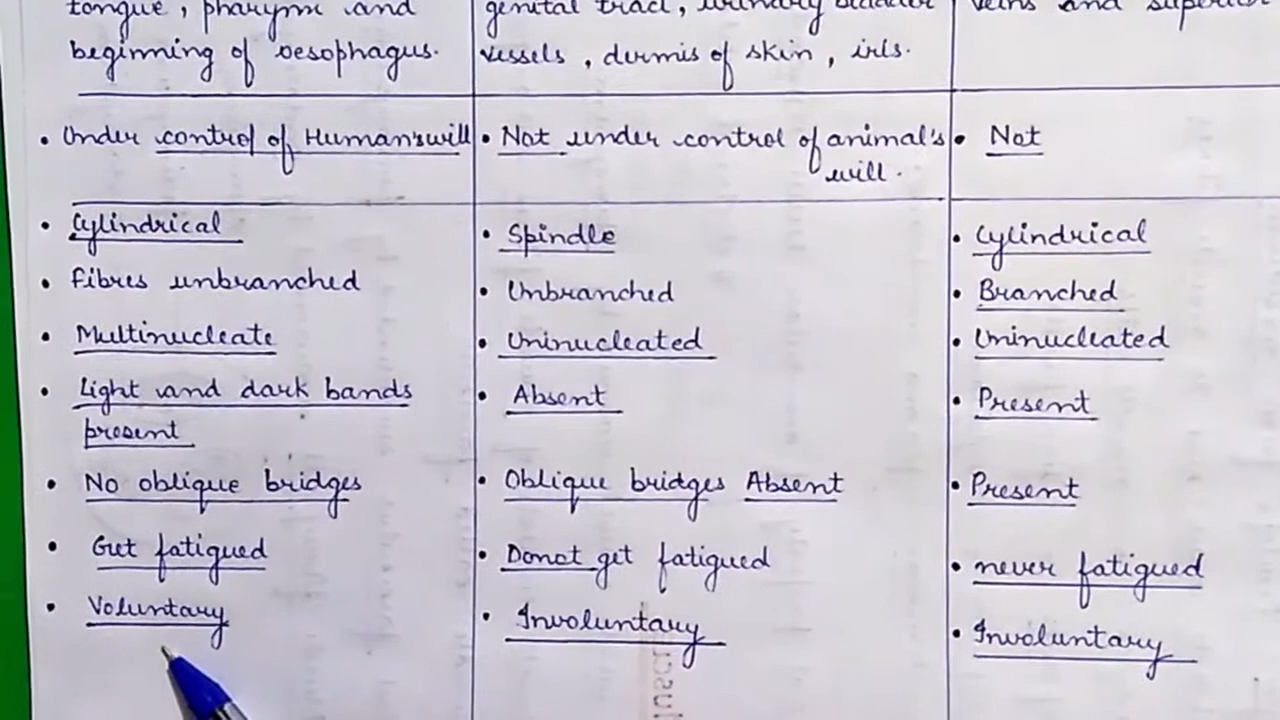 tongue, pharynx and
beginning of oesophagus.
genital tract, urinary bladder
vessels, dermis of skin, iris.
veins and superior
• Under control of Human's will
• Not under control of animal's
will.
• Not
• Cylindrical
• Spindle
• Cylindrical
• Fibres unbranched
• Unbranched
• Branched
• Multinucleate
• Uninucleated
• Uninucleated
• Light and dark bands
present
• Absent
• Present
• No oblique bridges
• Oblique bridges Absent
• Present
• Get fatigued
• Donot get fatigued
• never fatigued
• Voluntary
• Involuntary
• Involuntary